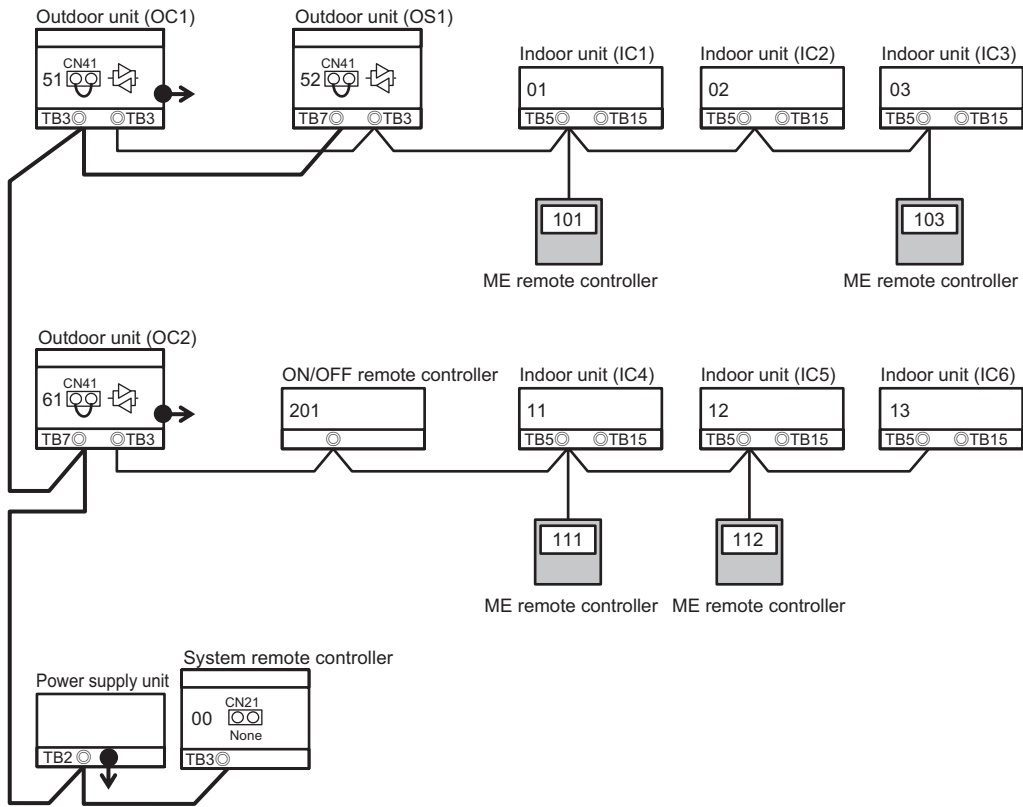 Outdoor unit (OC1)
Outdoor unit (OS1)
Indoor unit (IC1)
Indoor unit (IC2)
Indoor unit (IC3)
51 CN41
52 CN41
01
02
03
TB3 TB3
TB7 TB3
TB5 TB15
TB5 TB15
TB5 TB15
101
103
ME remote controller
ME remote controller
Outdoor unit (OC2)
ON/OFF remote controller
Indoor unit (IC4)
Indoor unit (IC5)
Indoor unit (IC6)
61 CN41
201
11
12
13
TB7 TB3
TB5 TB15
TB5 TB15
TB5 TB15
111
112
ME remote controller
ME remote controller
Power supply unit
System remote controller
00 CN21
None
TB2
TB3